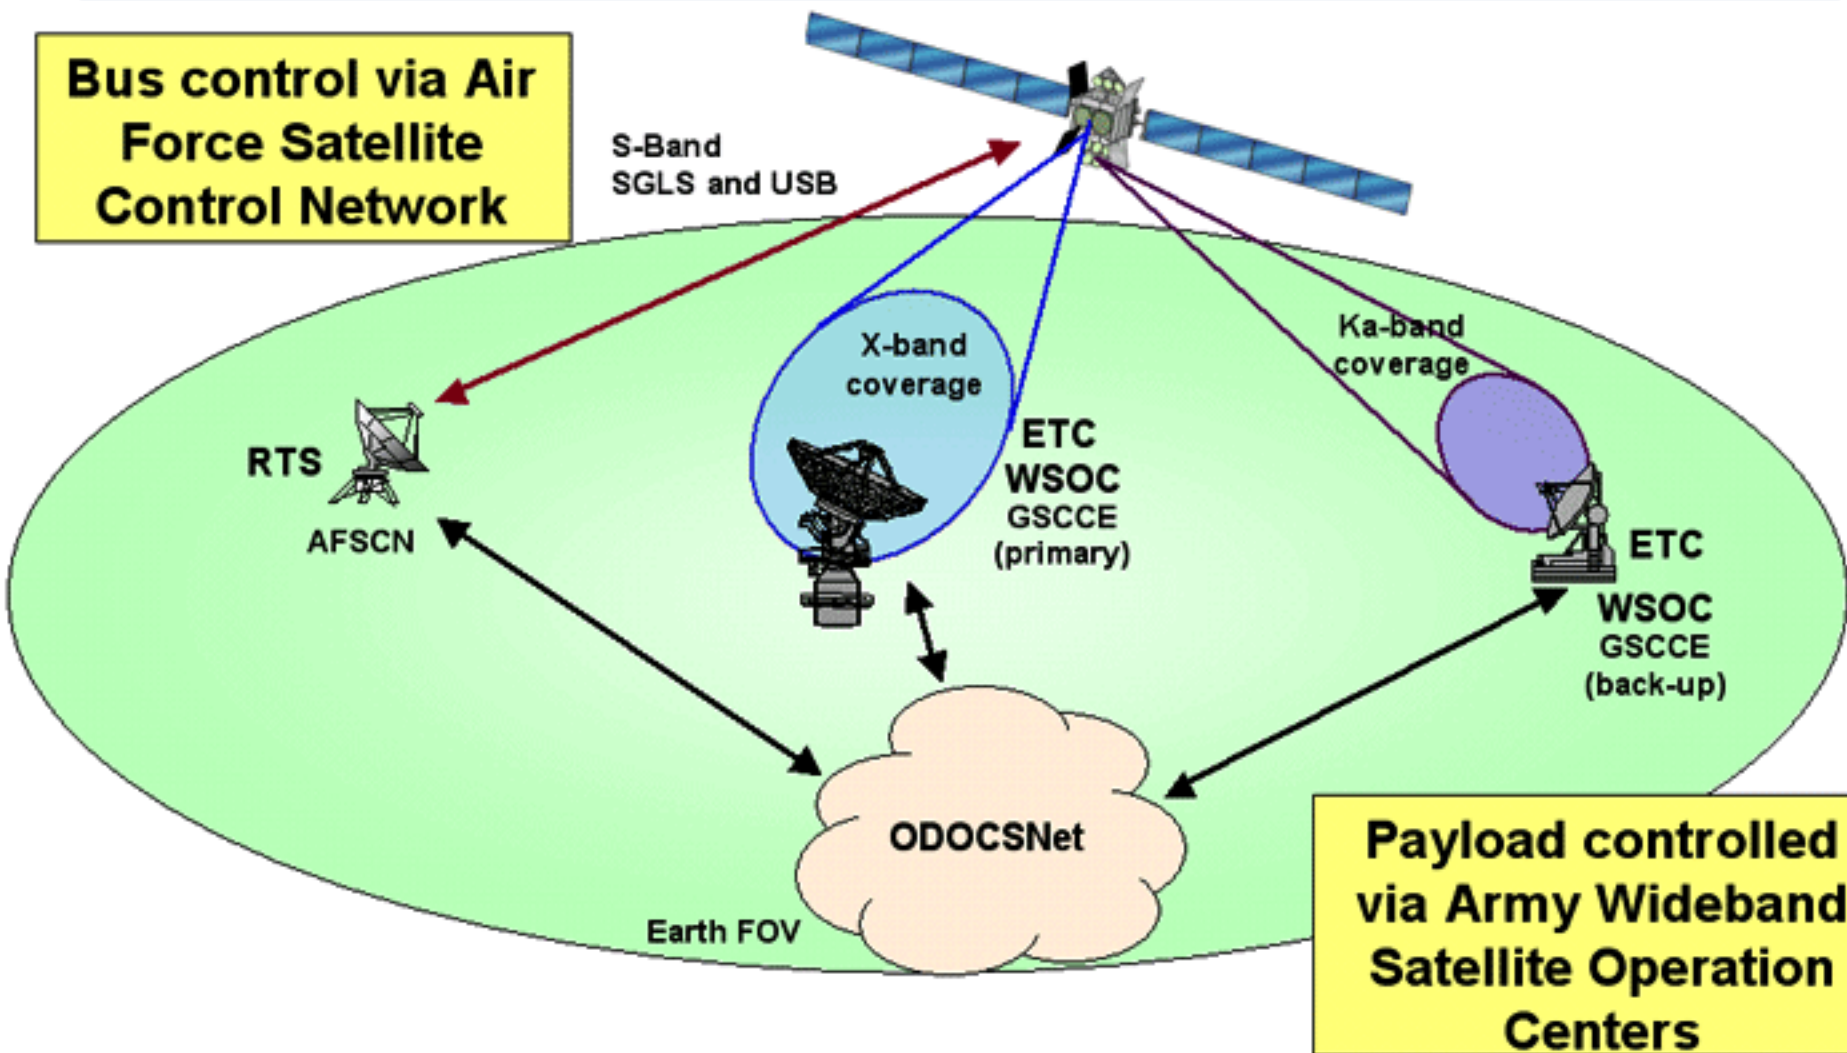 Bus control via Air
Force Satellite
Control Network
S-Band
SGLS and USB
X-band
coverage
Ka-band
coverage
RTS
AFSCN
ETC
WSOC
GSCCE
(primary)
ETC
WSOC
GSCCE
(back-up)
ODOCSNet
Earth FOV
Payload controlled
via Army Wideband
Satellite Operation
Centers